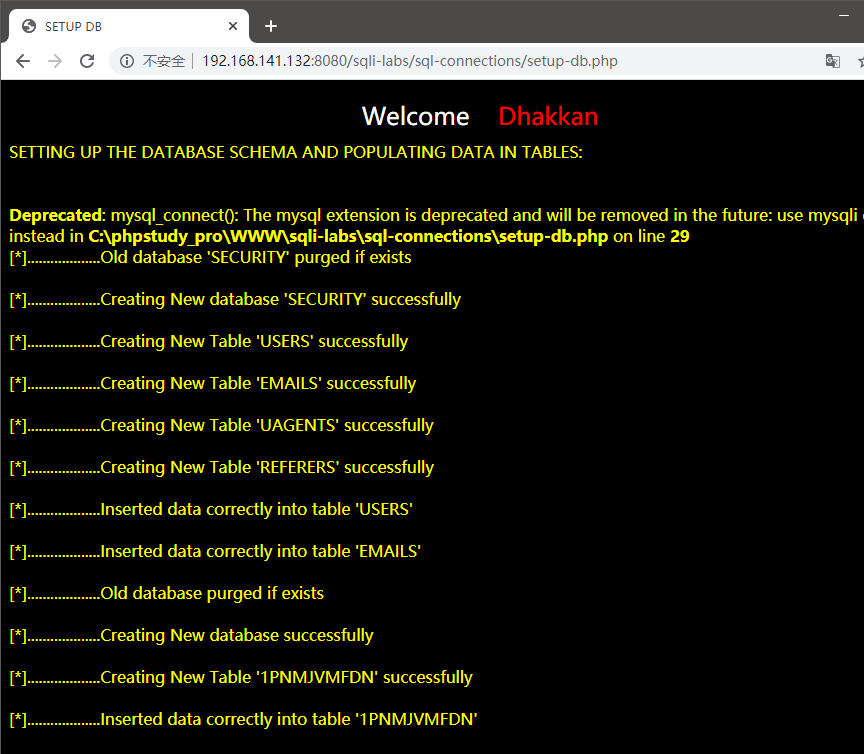 SETUP DB
不安全 192.168.141.132:8080/sqli-labs/sql-connections/setup-db.php
Welcome Dhakkan
SETTING UP THE DATABASE SCHEMA AND POPULATING DATA IN TABLES:
Deprecated: mysql_connect(): The mysql extension is deprecated and will be removed in the future: use mysqli
instead in C:\phpstudy_pro\WWW\sqli-labs\sql-connections\setup-db.php on line 29
[*]...................Old database 'SECURITY' purged if exists
[*]...................Creating New database 'SECURITY' successfully
[*]...................Creating New Table 'USERS' successfully
[*]...................Creating New Table 'EMAILS' successfully
[*]...................Creating New Table 'UAGENTS' successfully
[*]...................Creating New Table 'REFERERS' successfully
[*]...................Inserted data correctly into table 'USERS'
[*]...................Inserted data correctly into table 'EMAILS'
[*]...................Old database purged if exists
[*]...................Creating New database successfully
[*]...................Creating New Table '1PNMJVMFDN' successfully
[*]...................Inserted data correctly into table '1PNMJVMFDN'